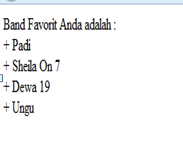 Band Favorit Anda adalah :
+ Padi
+ Sheila On 7
+ Dewa 19
+ Ungu